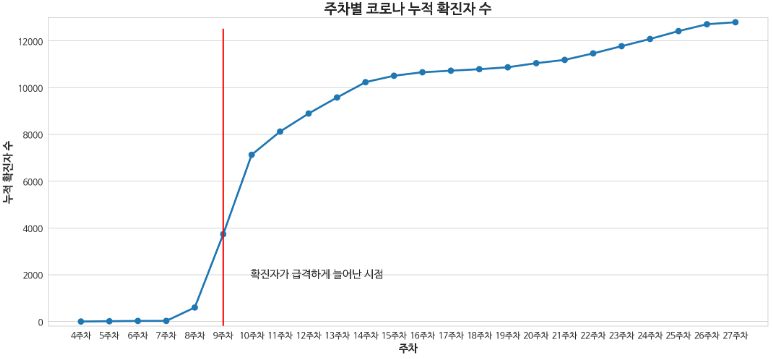 주차별 코로나 누적 확진자 수
12000
10000
8000
6000
4000
2000
0
누적 확진자 수
확진자가 급격하게 늘어난 시점
4주차 5주차 6주차 7주차 8주차 9주차 10주차 11주차 12주차 13주차 14주차 15주차 16주차 17주차 18주차 19주차 20주차 21주차 22주차 23주차 24주차 25주차 26주차 27주차
주차